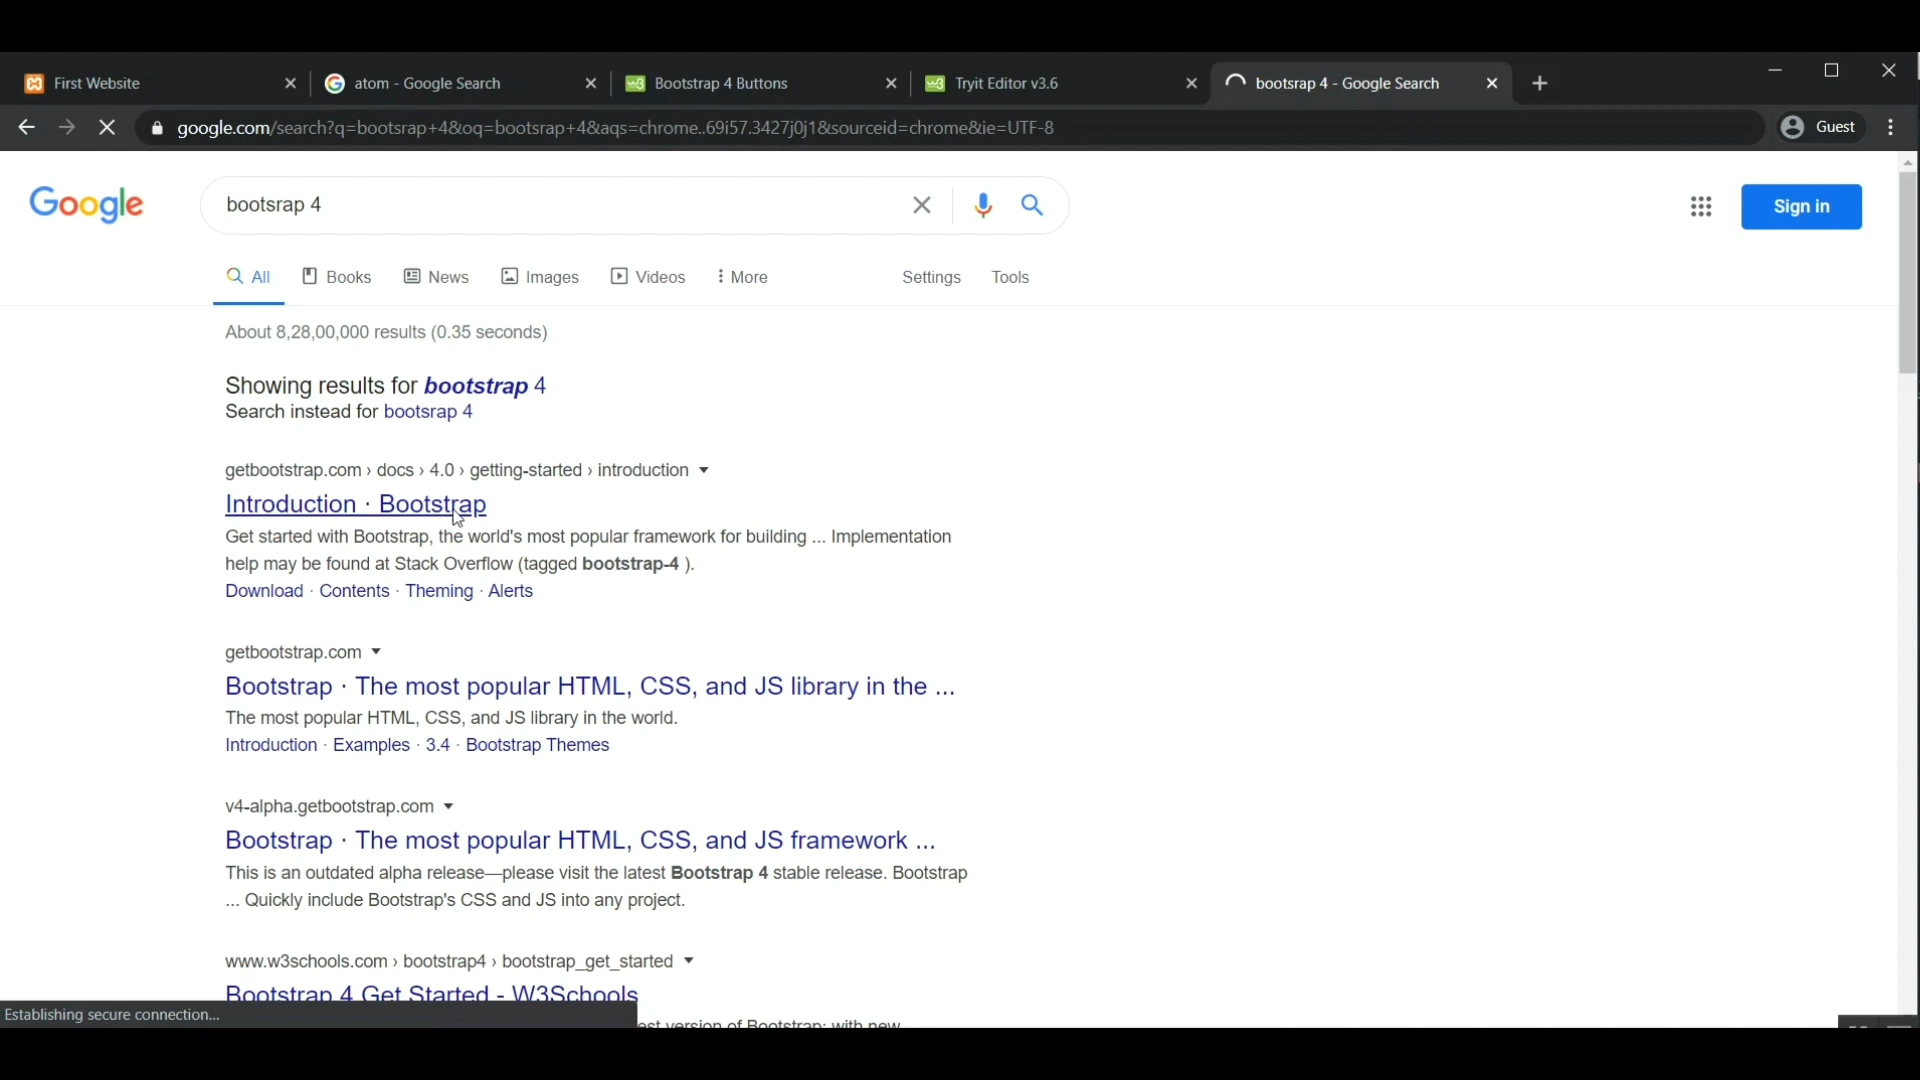 First Website
atom - Google Search
Bootstrap 4 Buttons
Tryit Editor v3.6
bootsrap 4 - Google Search
google.com/search?q=bootsrap+4&oq=bootsrap+4&aqs=chrome..69i57.3427j0j1&sourceid=chrome&ie=UTF-8
Guest
Google
bootsrap 4
Sign in
All
Books
News
Images
Videos
More
Settings
Tools
About 8,28,00,000 results (0.35 seconds)
Showing results for bootstrap 4
Search instead for bootsrap 4
getbootstrap.com › docs › 4.0 › getting-started › introduction
Introduction · Bootstrap
Get started with Bootstrap, the world's most popular framework for building ... Implementation
help may be found at Stack Overflow (tagged bootstrap-4 ).
Download · Contents · Theming · Alerts
getbootstrap.com
Bootstrap · The most popular HTML, CSS, and JS library in the ...
The most popular HTML, CSS, and JS library in the world.
Introduction · Examples · 3.4 · Bootstrap Themes
v4-alpha.getbootstrap.com
Bootstrap · The most popular HTML, CSS, and JS framework ...
This is an outdated alpha release—please visit the latest Bootstrap 4 stable release. Bootstrap
... Quickly include Bootstrap's CSS and JS into any project.
www.w3schools.com › bootstrap4 › bootstrap_get_started
Bootstrap 4 Get Started - W3Schools
Establishing secure connection...
version of Bootstrap; with new